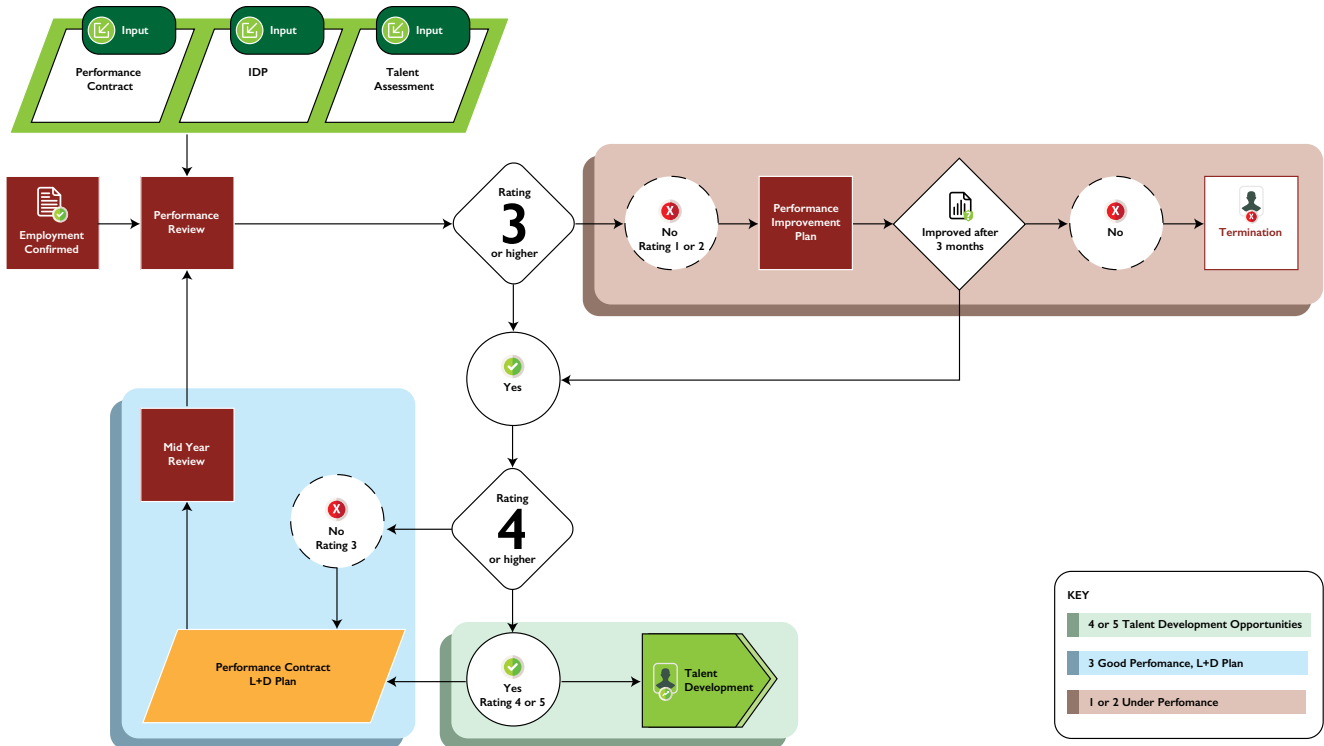 Input
Input
Input
Performance
Contract
IDP
Talent
Assessment
Employment
Confirmed
Performance
Review
Rating
3
or higher
No
Rating 1 or 2
Performance
Improvement
Plan
Improved after
3 months
No
Termination
Yes
Mid Year
Review
Rating
4
or higher
No
Rating 3
Performance Contract
L+D Plan
Yes
Rating 4 or 5
Talent
Development
KEY
4 or 5 Talent Development Opportunities
3 Good Perfomance, L+D Plan
1 or 2 Under Perfomance